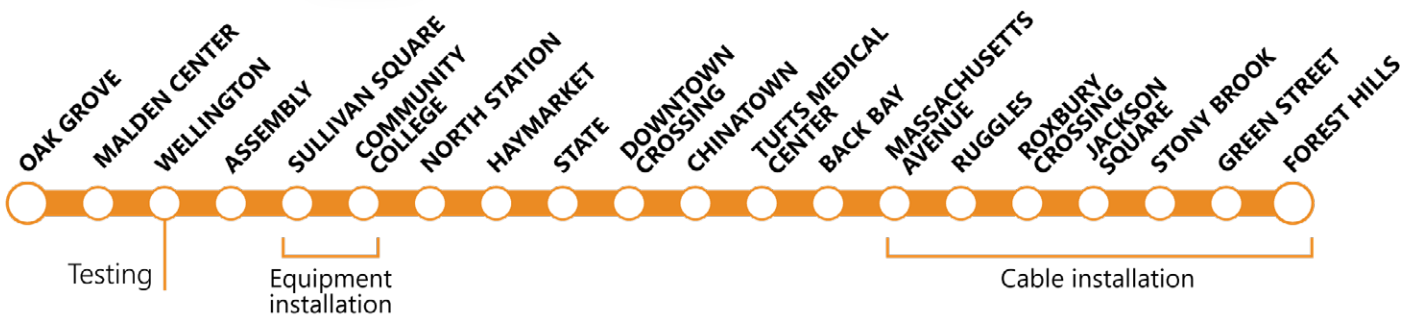 OAK GROVE
MALDEN CENTER
WELLINGTON
ASSEMBLY
SULLIVAN SQUARE
COMMUNITY
COLLEGE
NORTH STATION
HAYMARKET
STATE
DOWNTOWN
CROSSING
CHINATOWN
TUFTS MEDICAL
CENTER
BACK BAY
MASSACHUSETTS
AVENUE
RUGGLES
ROXBURY
CROSSING
JACKSON
SQUARE
STONY BROOK
GREEN STREET
FOREST HILLS
Testing
Equipment
installation
Cable installation